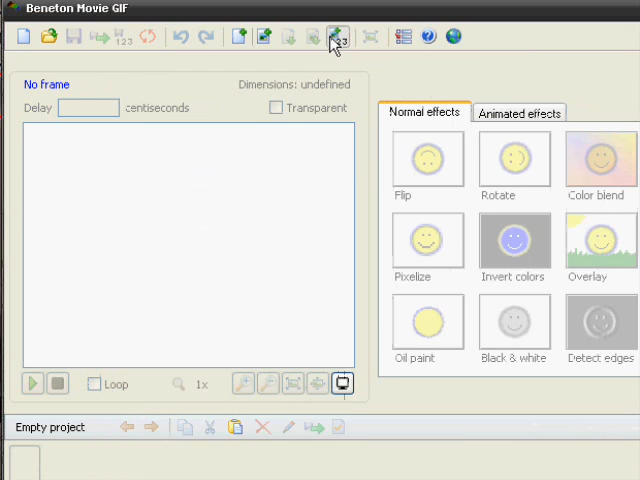 Beneton Movie GIF
123
23
No frame
Dimensions: undefined
Delay
centiseconds
Transparent
Normal effects
Animated effects
Flip
Rotate
Color blend
Pixelize
Invert colors
Overlay
Oil paint
Black & white
Detect edges
Loop
1x
Empty project